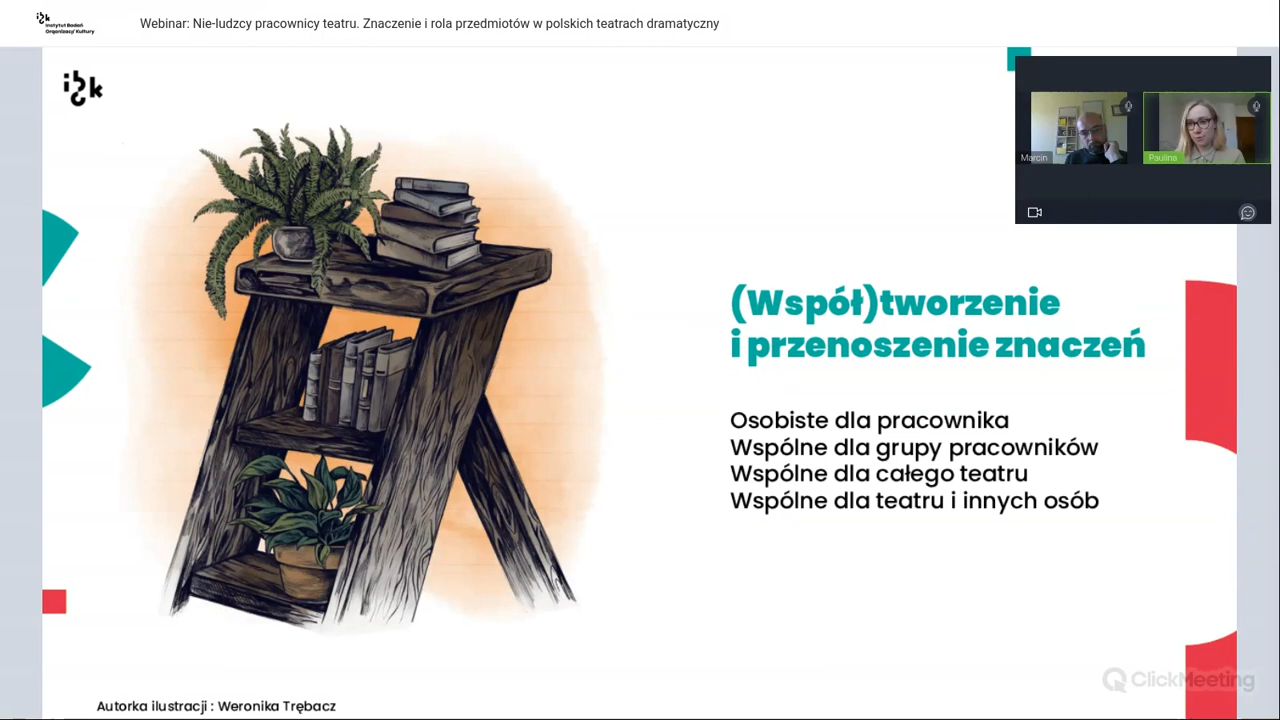 i b o k
Instytut Badań
Organizacji Kultury
Webinar: Nie-ludzcy pracownicy teatru. Znaczenie i rola przedmiotów w polskich teatrach dramatyczny
Marcin
Paulina
(Współ)tworzenie
i przenoszenie znaczeń
Osobiste dla pracownika
Wspólne dla grupy pracowników
Wspólne dla całego teatru
Wspólne dla teatru i innych osób
ClickMeeting
Autorka ilustracji : Weronika Trębacz